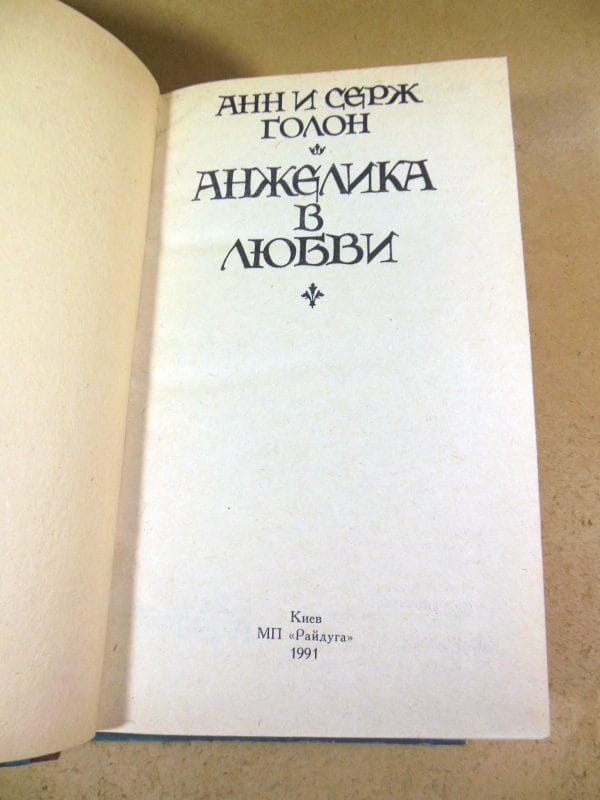 АНН И СЕРЖ
ГОЛОН
АНЖЕЛИКА
В
ЛЮБВИ
Киев
МП «Райдуга»
1991